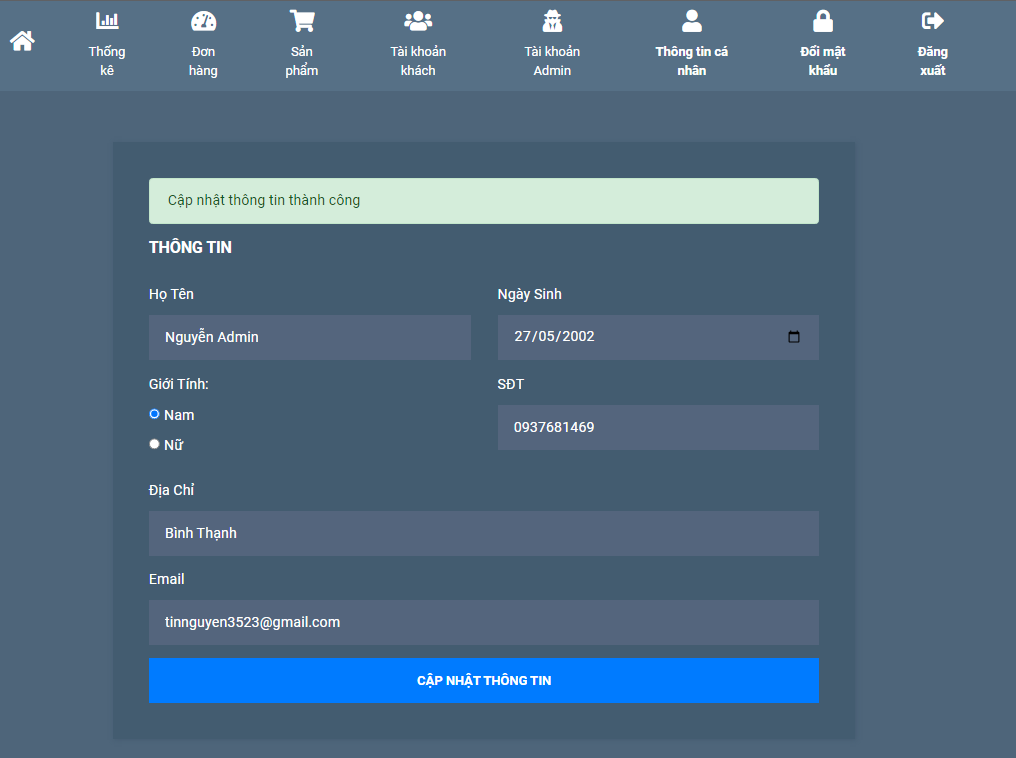 Thống kê
Đơn hàng
Sản phẩm
Tài khoản khách
Tài khoản Admin
Thông tin cá nhân
Đổi mật khẩu
Đăng xuất
Cập nhật thông tin thành công
THÔNG TIN
Họ Tên
Ngày Sinh
Nguyễn Admin
27/05/2002
Giới Tính:
SĐT
Nam
0937681469
Nữ
Địa Chỉ
Bình Thạnh
Email
tinnguyen3523@gmail.com
CẬP NHẬT THÔNG TIN